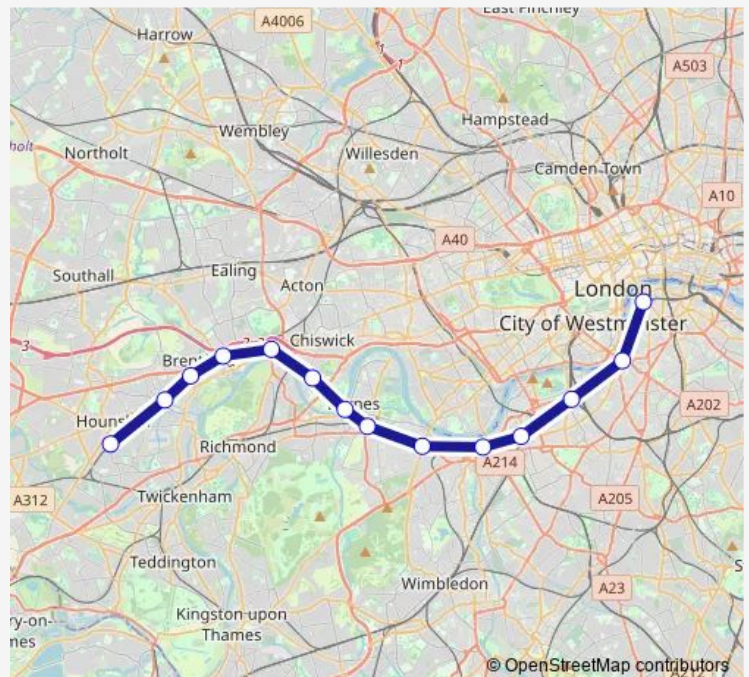 East Finchley
A4006
Harrow
A503
Hampstead
Wembley
Willesden
Northolt
Camden Town
A10
A40
Ealing
Southall
Acton
London
City of Westminster
Chiswick
3
A202
Richmond
A214
A312
Twickenham
A205
Teddington
Wimbledon
A23
Kingston upon
Thames
© OpenStreetMap contributors